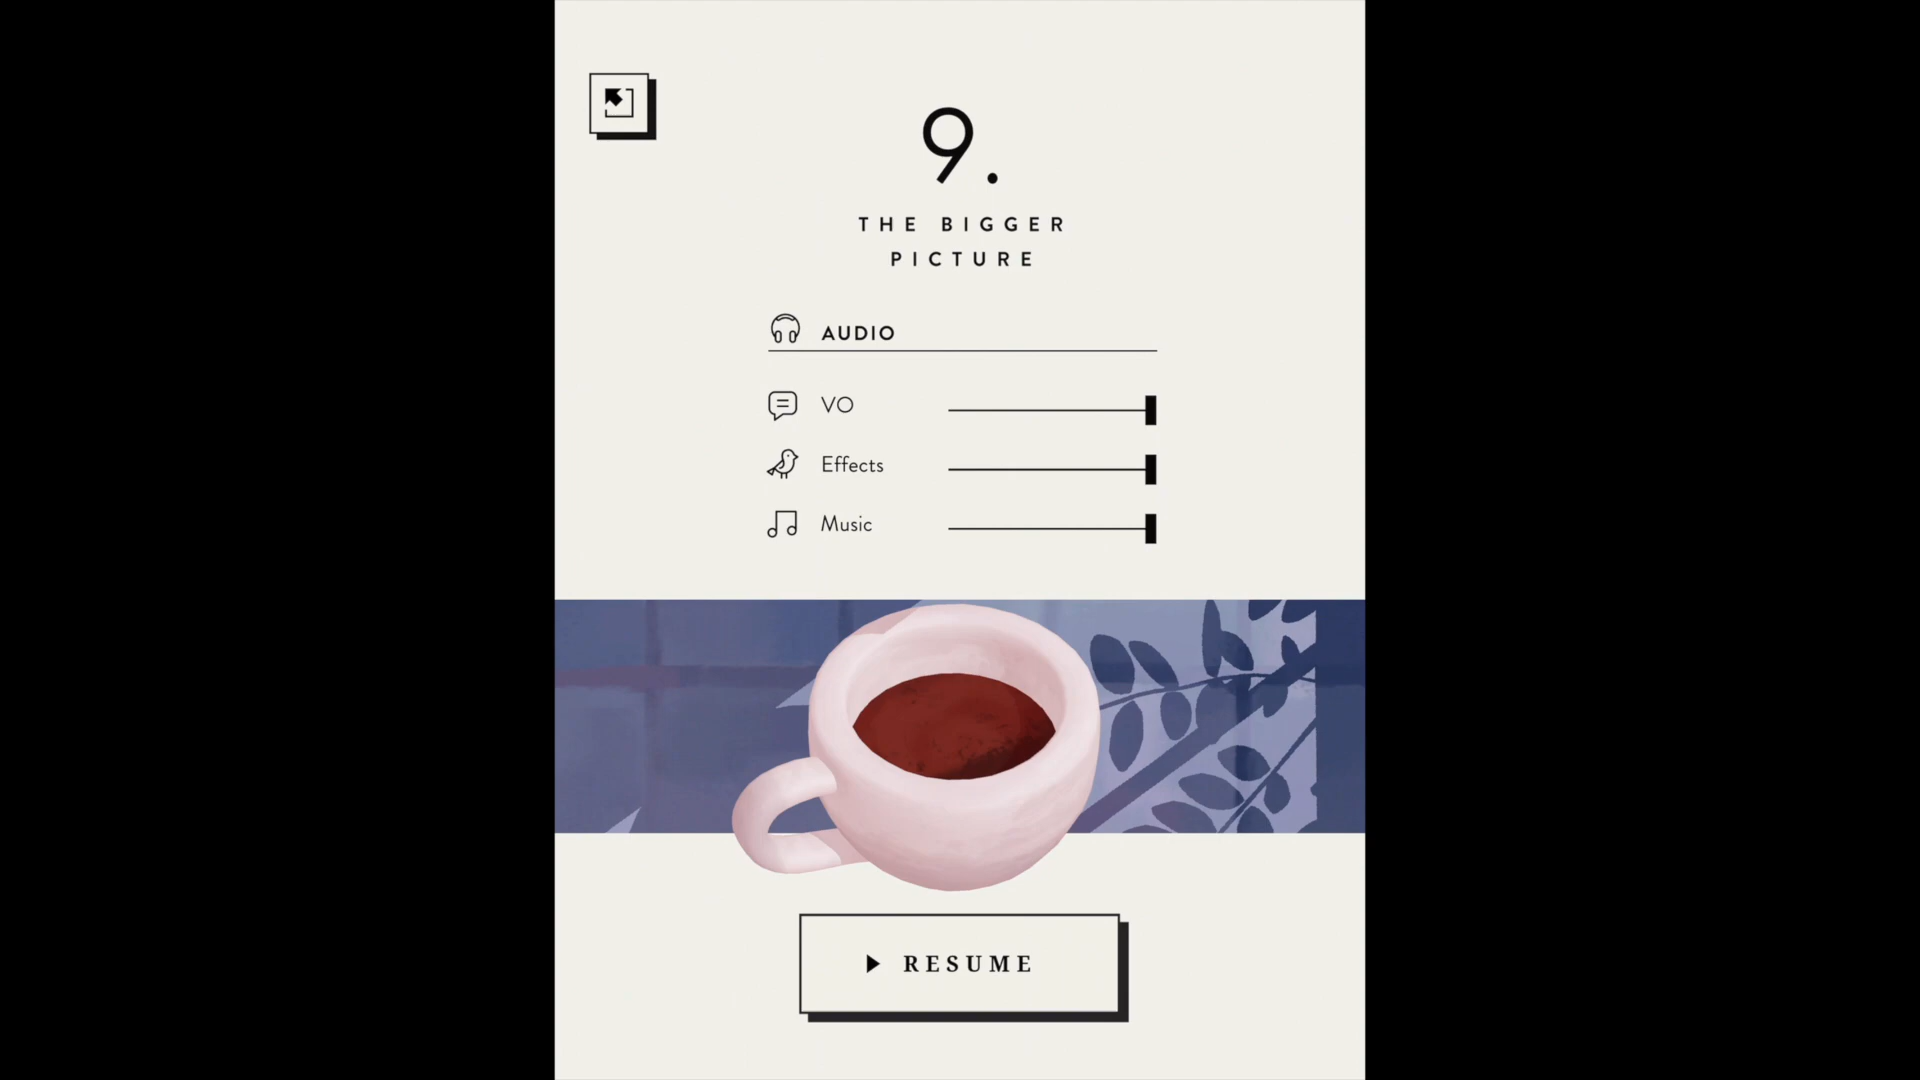 9.
THE BIGGER
PICTURE
AUDIO
VO
Effects
Music
RESUME